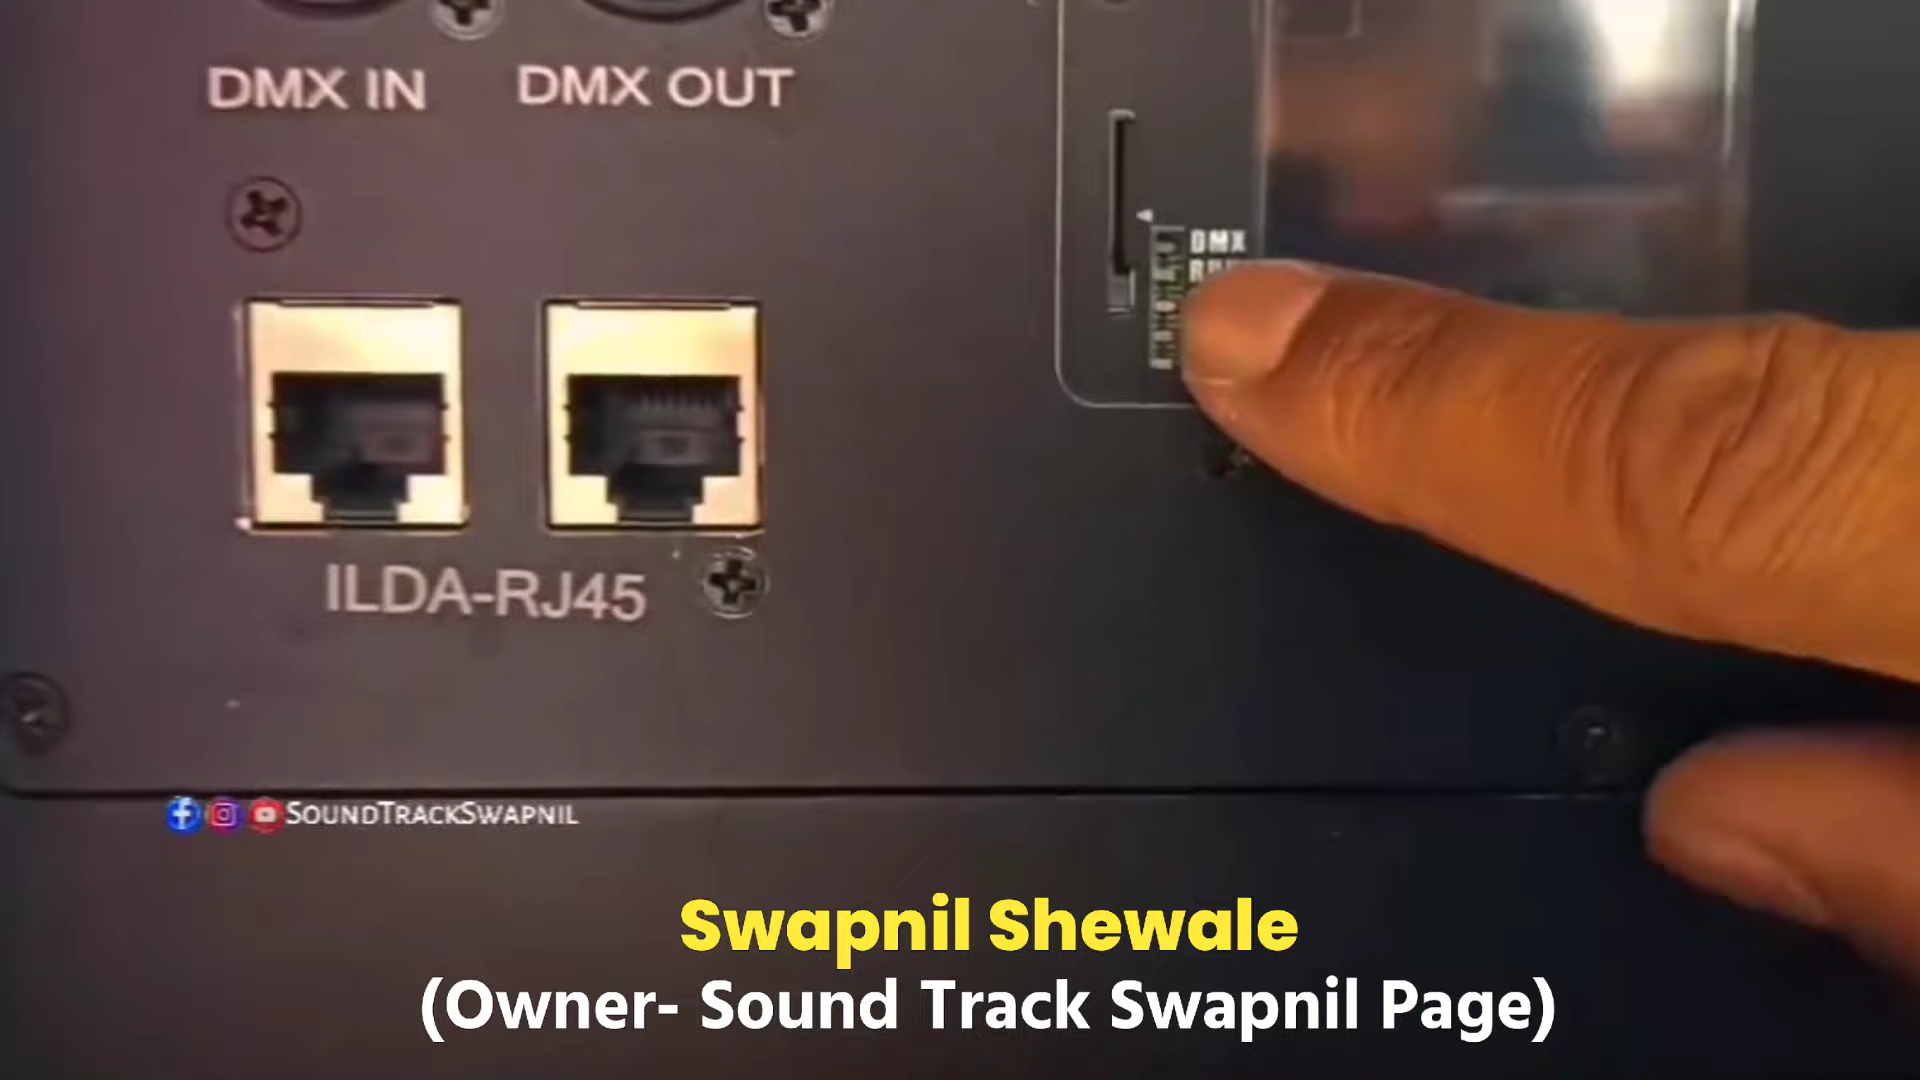 DMX IN DMX OUT
DMX
ILDA-RJ45
SOUNDTRACKSWAPNIL
Swapnil Shewale
(Owner- Sound Track Swapnil Page)